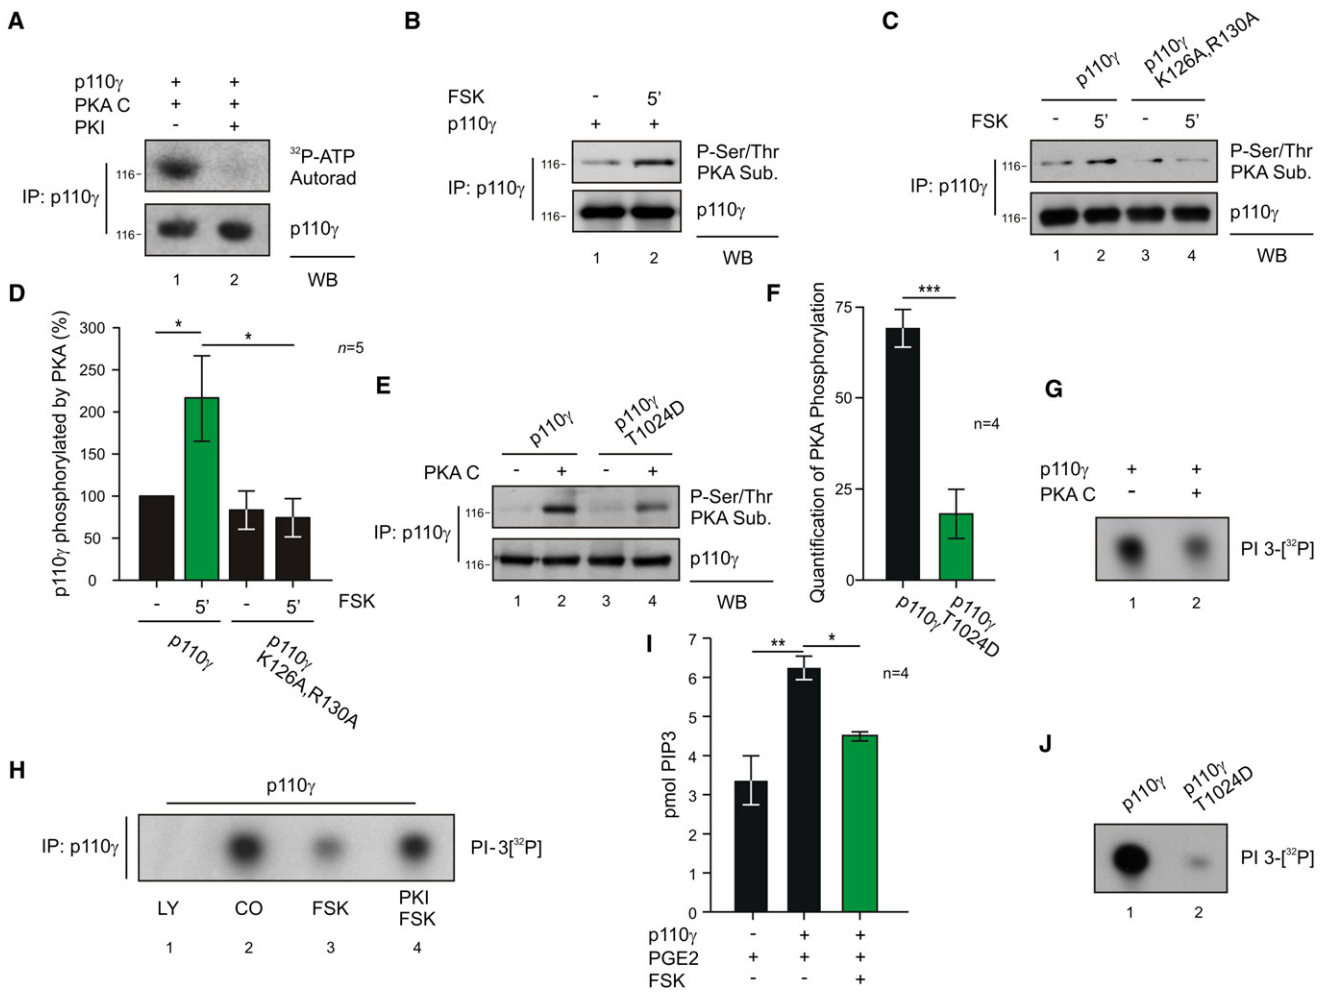 A
p110γ + +
PKA C + +
PKI - +
IP: p110γ
116-
32P-ATP
Autorad
116-
p110γ
1 2 WB
B
FSK - 5’
p110γ + +
IP: p110γ
116-
P-Ser/Thr
PKA Sub.
116-
p110γ
1 2 WB
C
p110γ
p110γ
K126A,R130A
FSK - 5’ - 5’
IP: p110γ
116-
P-Ser/Thr
PKA Sub.
116-
p110γ
1 2 3 4 WB
D
p110γ phosphorylated by PKA (%)
300
250
200
150
100
50
0
* *
n=5
- 5’ - 5’ FSK
p110γ
p110γ
K126A,R130A
E
p110γ
p110γ
T1024D
PKA C - + - +
IP: p110γ
116-
P-Ser/Thr
PKA Sub.
116-
p110γ
1 2 3 4 WB
F
Quantification of PKA Phosphorylation
75
50
25
0
***
n=4
p110γ
p110γ
T1024D
G
p110γ + +
PKA C - +
PI 3-[32P]
1 2
H
p110γ
IP: p110γ
PI-3[32P]
LY CO FSK PKI
FSK
1 2 3 4
I
pmol PIP3
7
6
5
4
3
2
1
0
** *
n=4
p110γ - + +
PGE2 + + +
FSK - - +
J
p110γ
p110γ
T1024D
PI 3-[32P]
1 2